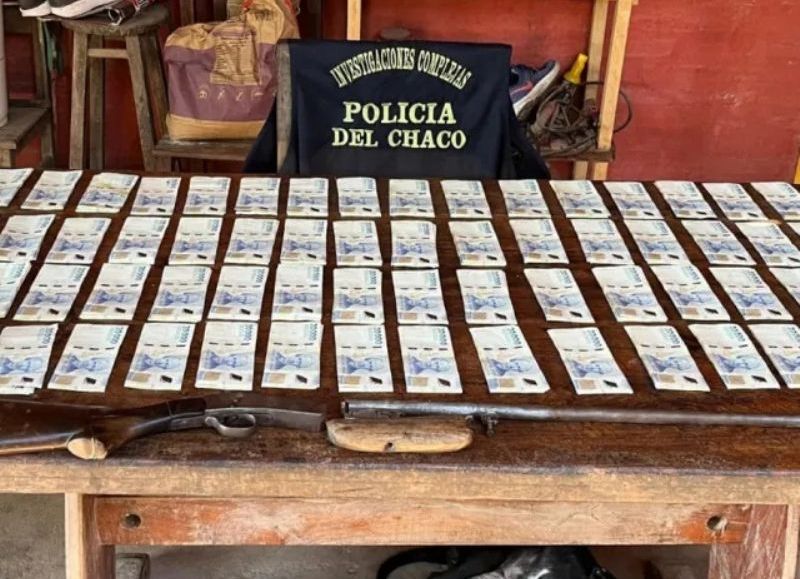 INVESTIGACIONES COMPLEJAS
POLICIA
DEL CHACO